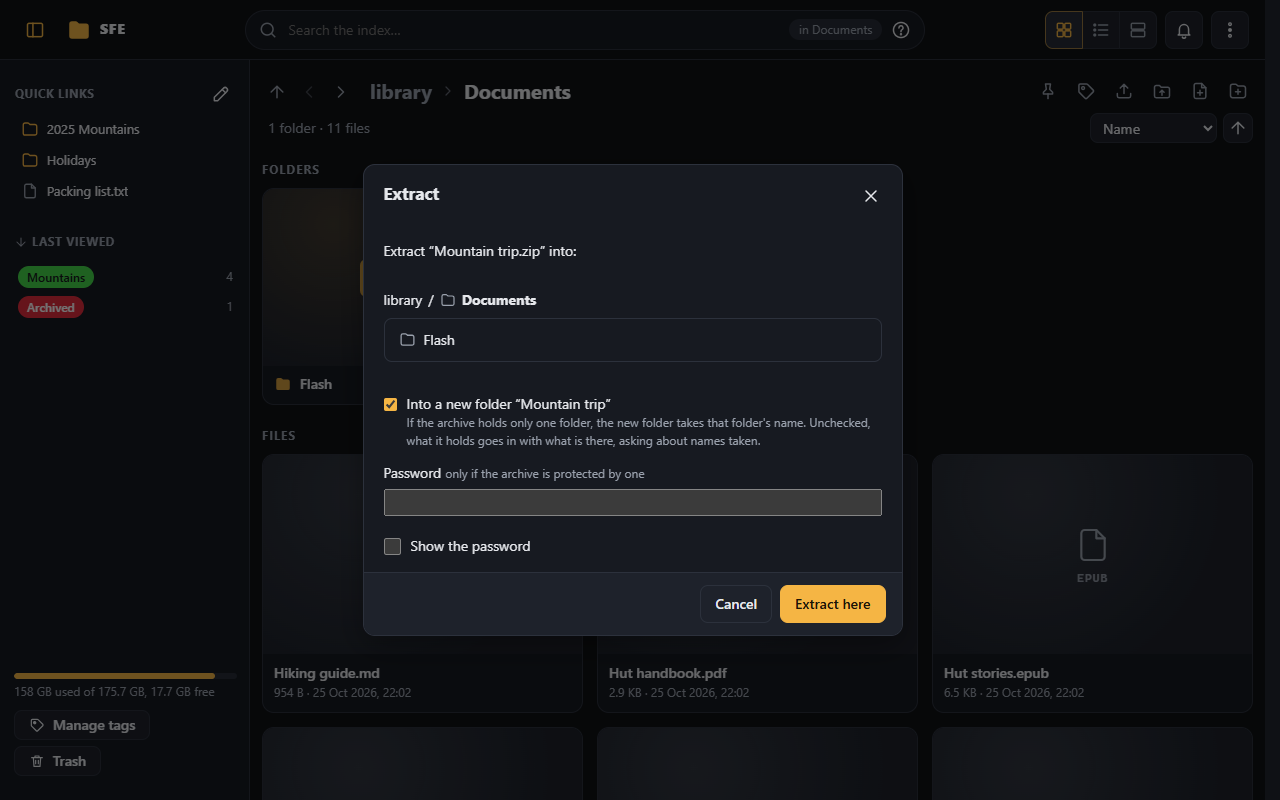 SFE
Search the index...
in Documents
QUICK LINKS
2025 Mountains
Holidays
Packing list.txt
LAST VIEWED
Mountains 4
Archived 1
158 GB used of 175.7 GB, 17.7 GB free
Manage tags
Trash
library › Documents
1 folder · 11 files
Name
FOLDERS
Flash
FILES
Hiking guide.md
954 B · 25 Oct 2026, 22:02
Hut handbook.pdf
2.9 KB · 25 Oct 2026, 22:02
EPUB
Hut stories.epub
6.5 KB · 25 Oct 2026, 22:02
Extract
Extract “Mountain trip.zip” into:
library / Documents
Flash
Into a new folder “Mountain trip”
If the archive holds only one folder, the new folder takes that folder's name. Unchecked,
what it holds goes in with what is there, asking about names taken.
Password only if the archive is protected by one
Show the password
Cancel
Extract here